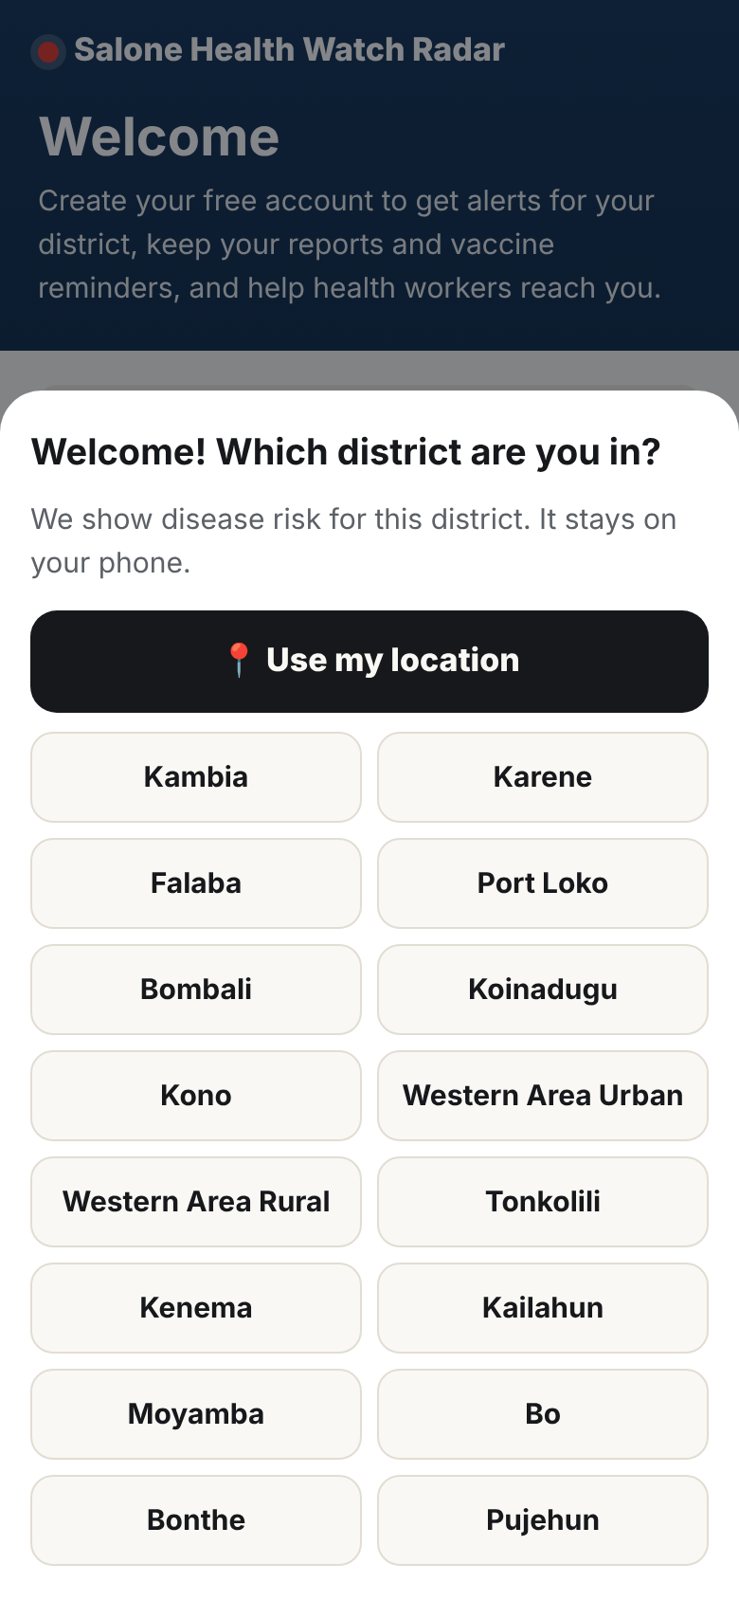 Salone Health Watch Radar
Welcome
Create your free account to get alerts for your
district, keep your reports and vaccine
reminders, and help health workers reach you.
Welcome! Which district are you in?
We show disease risk for this district. It stays on
your phone.
📍 Use my location
Kambia
Karene
Falaba
Port Loko
Bombali
Koinadugu
Kono
Western Area Urban
Western Area Rural
Tonkolili
Kenema
Kailahun
Moyamba
Bo
Bonthe
Pujehun